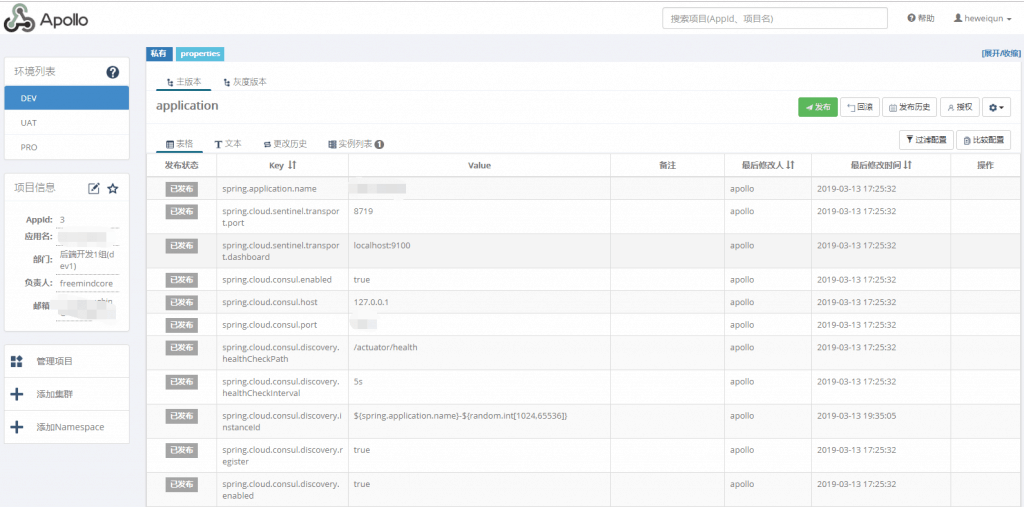 Apollo
搜索项目(AppId、项目名)
帮助
heweiqun
环境列表
DEV
UAT
PRO
项目信息
AppId: 3
应用名:
部门: 后端开发1组(d
ev1)
负责人: freemindcore
邮箱
管理项目
添加集群
添加Namespace
私有 properties
[展开/收缩]
主版本 灰度版本
application
发布 回滚 发布历史 授权
表格 文本 更改历史 实例列表 1
过滤配置 比较配置
发布状态 Key Value 备注 最后修改人 最后修改时间 操作
已发布 spring.application.name apollo 2019-03-13 17:25:32
已发布 spring.cloud.sentinel.transpor 8719 apollo 2019-03-13 17:25:32
t.port
已发布 spring.cloud.sentinel.transpor localhost:9100 apollo 2019-03-13 17:25:32
t.dashboard
已发布 spring.cloud.consul.enabled true apollo 2019-03-13 17:25:32
已发布 spring.cloud.consul.host 127.0.0.1 apollo 2019-03-13 17:25:32
已发布 spring.cloud.consul.port apollo 2019-03-13 17:25:32
已发布 spring.cloud.consul.discovery. /actuator/health apollo 2019-03-13 17:25:32
healthCheckPath
已发布 spring.cloud.consul.discovery. 5s apollo 2019-03-13 17:25:32
healthCheckInterval
已发布 spring.cloud.consul.discovery.i ${spring.application.name}-${random.int[1024,65536]} apollo 2019-03-13 19:35:05
nstanceId
已发布 spring.cloud.consul.discovery.r true apollo 2019-03-13 17:25:32
egister
已发布 spring.cloud.consul.discovery. true apollo 2019-03-13 17:25:32
enabled